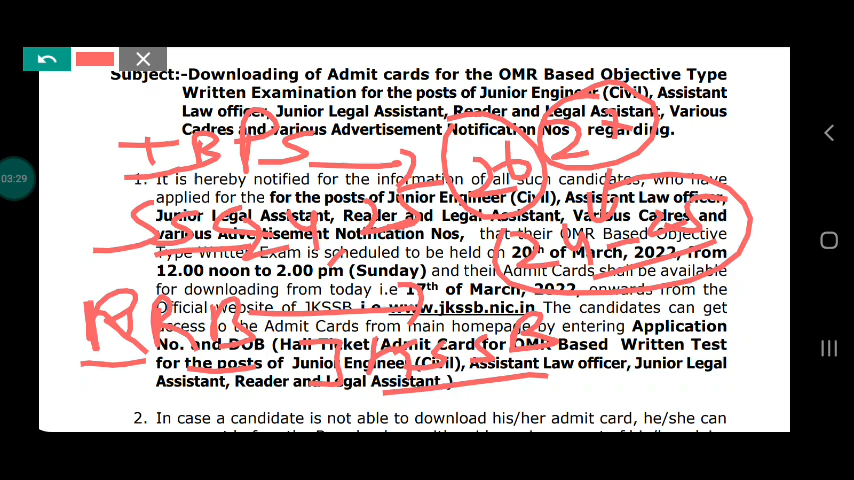 Subject:-Downloading of Admit cards for the OMR Based Objective Type
Written Examination for the posts of Junior Engineer (Civil), Assistant
Law officer, Junior Legal Assistant, Reader and Legal Assistant, Various
Cadres and various Advertisement Notification Nos regarding.
1. It is hereby notified for the information of all such candidates, who have
applied for the for the posts of Junior Engineer (Civil), Assistant Law officer,
Junior Legal Assistant, Reader and Legal Assistant, Various Cadres and
various Advertisement Notification Nos, that their OMR Based Objective
Type Written Exam is scheduled to be held on 20th of March, 2022, from
12.00 noon to 2.00 pm (Sunday) and their Admit Cards shall be available
for downloading from today i.e 17th of March, 2022, onwards from the
Official website of JKSSB i.e www.jkssb.nic.in The candidates can get
access to the Admit Cards from main homepage by entering Application
No. and DOB (Hall Ticket/Admit Card for OMR Based Written Test
for the posts of Junior Engineer (Civil), Assistant Law officer, Junior Legal
Assistant, Reader and Legal Assistant )
2. In case a candidate is not able to download his/her admit card, he/she can
03:29